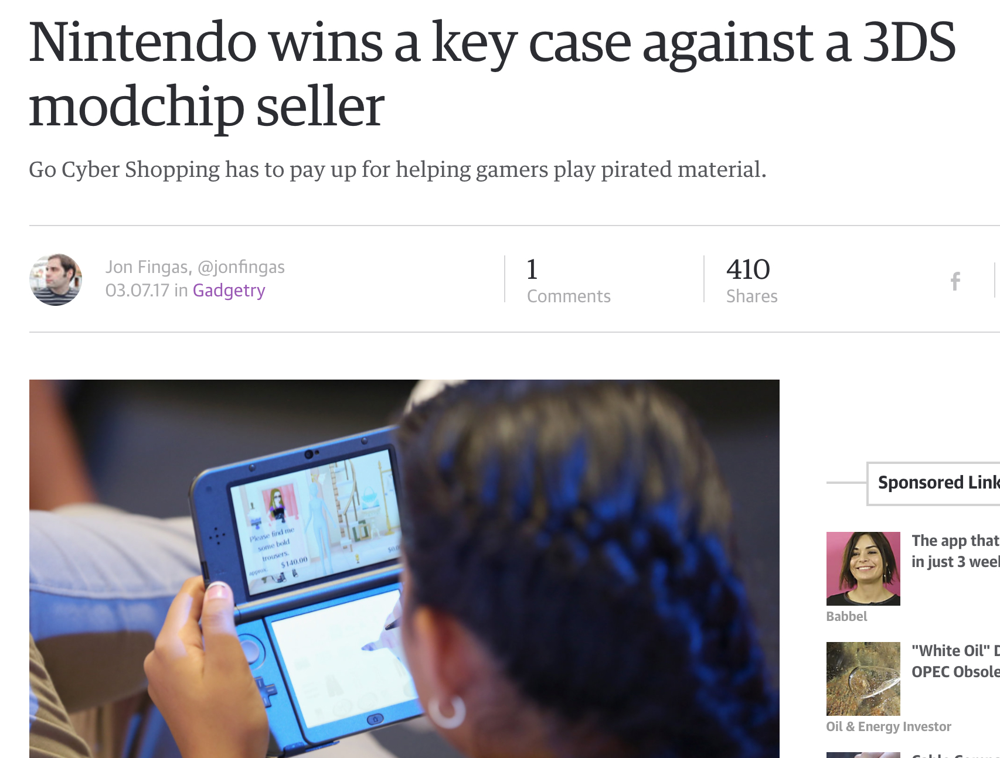 Nintendo wins a key case against a 3DS
modchip seller
Go Cyber Shopping has to pay up for helping gamers play pirated material.
Jon Fingas, @jonfingas
03.07.17 in Gadgetry
1
Comments
410
Shares
Please find me
some bold
trousers.
approx. $140.00
$0.00
Sponsored Link
The app that
in just 3 week
Babbel
"White Oil" D
OPEC Obsole
Oil & Energy Investor